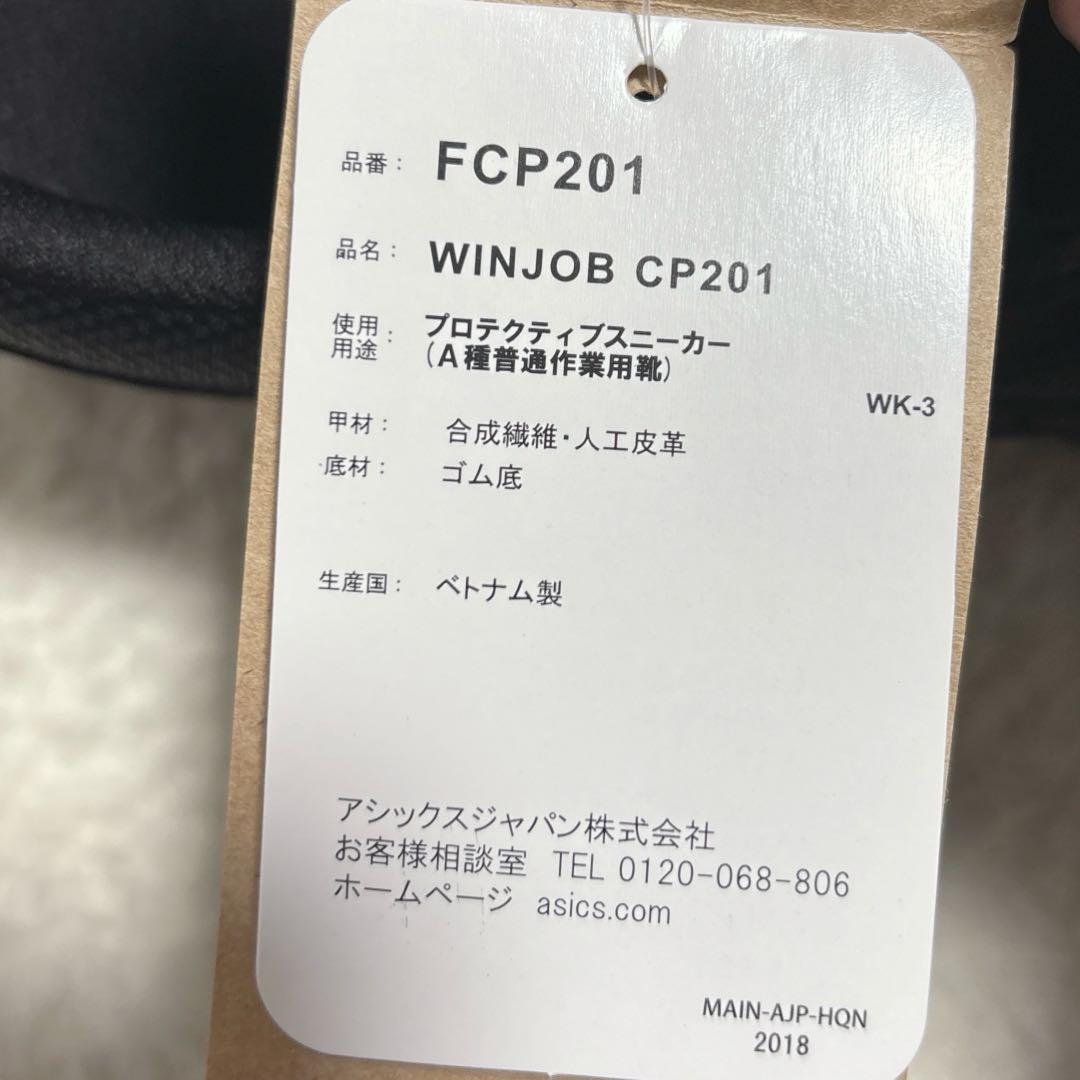 品番： FCP201
品名： WINJOB CP201
使用用途： プロテクティブスニーカー
(A種普通作業用靴)
WK-3
甲材： 合成繊維・人工皮革
底材： ゴム底
生産国： ベトナム製
アシックスジャパン株式会社
お客様相談室 TEL 0120-068-806
ホームページ asics.com
MAIN-AJP-HQN
2018